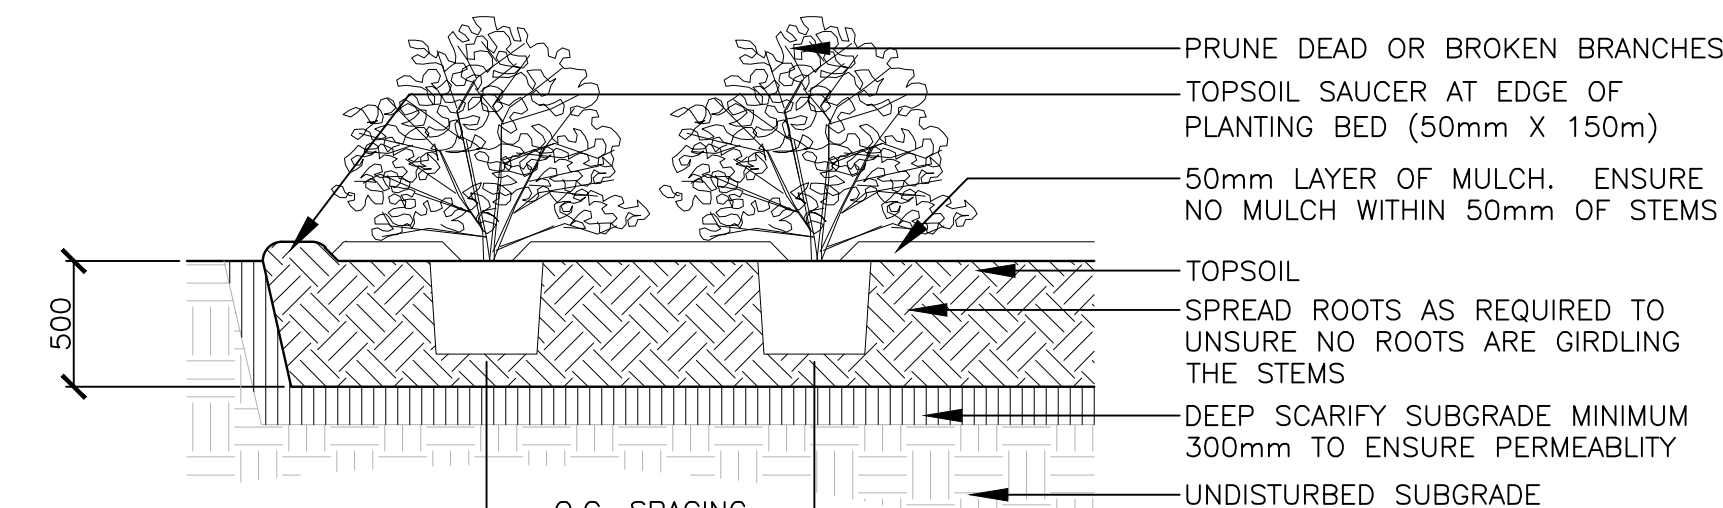 PRUNE DEAD OR BROKEN BRANCHES
TOPSOIL SAUCER AT EDGE OF
PLANTING BED (50mm X 150m)
50mm LAYER OF MULCH. ENSURE
NO MULCH WITHIN 50mm OF STEMS
TOPSOIL
SPREAD ROOTS AS REQUIRED TO
UNSURE NO ROOTS ARE GIRDLING
THE STEMS
DEEP SCARIFY SUBGRADE MINIMUM
300mm TO ENSURE PERMEABLITY
UNDISTURBED SUBGRADE
500
O.C. SPACING